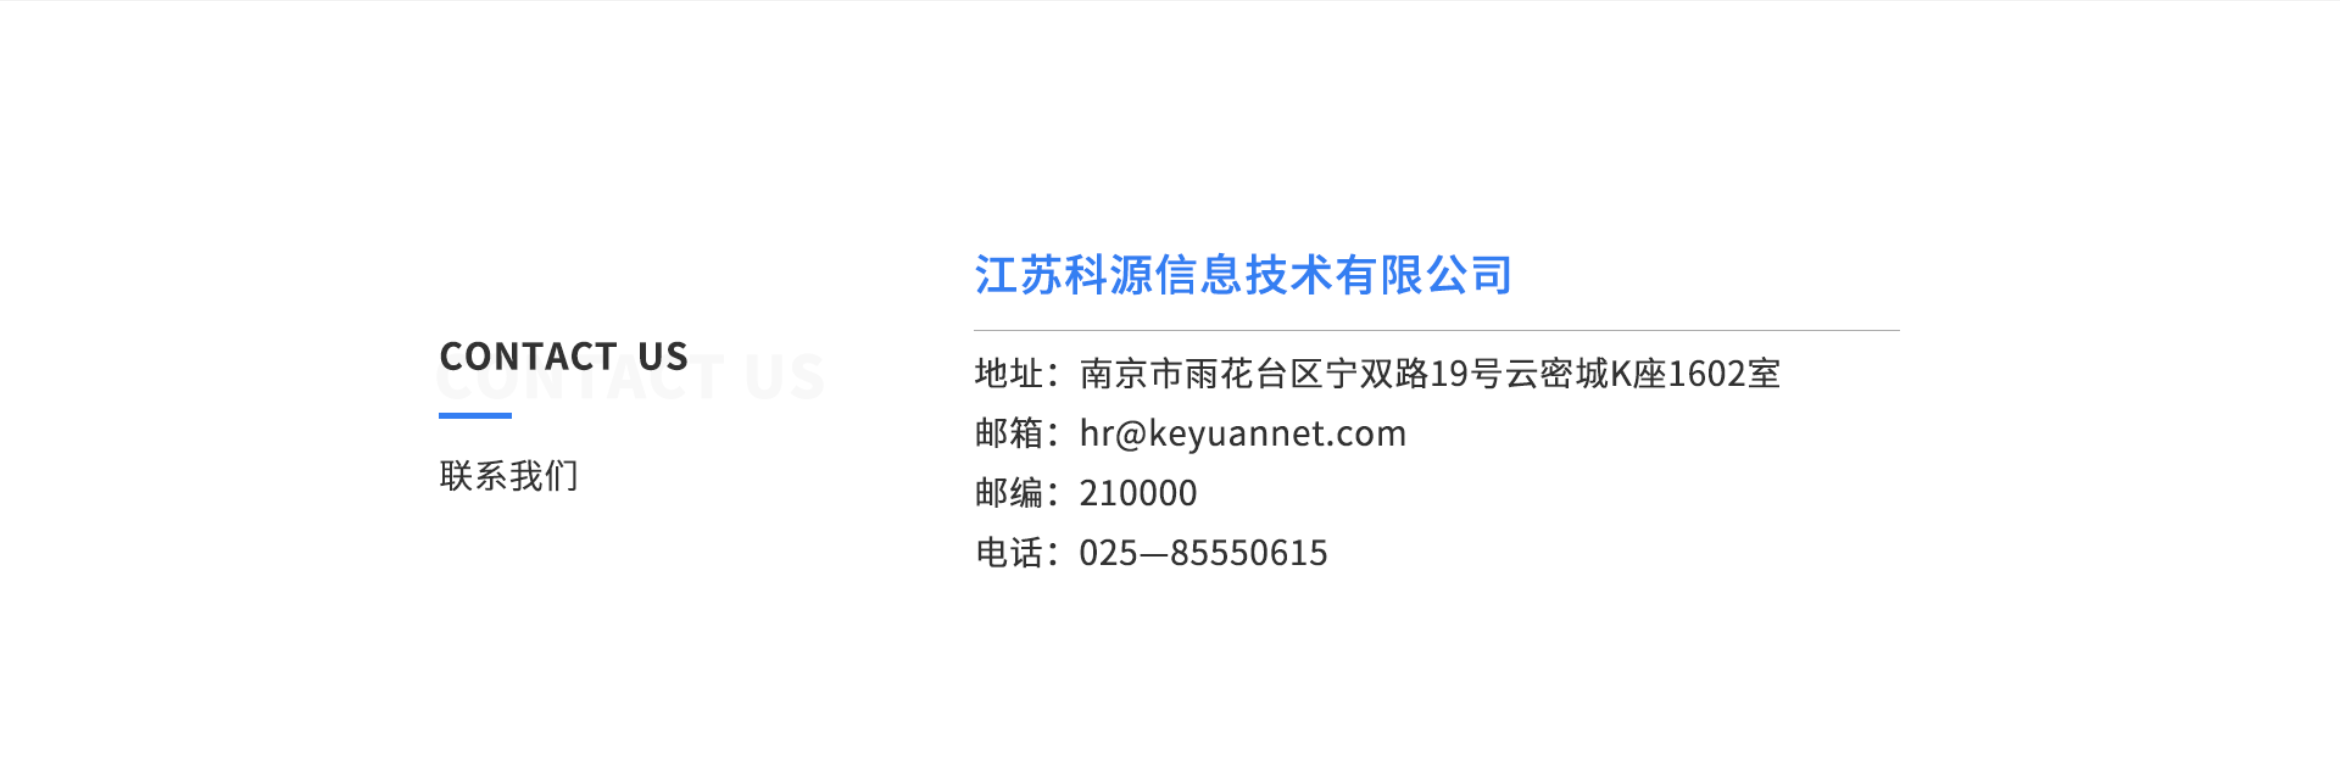 CONTACT US
CONTACT US
联系我们
江苏科源信息技术有限公司
地址：南京市雨花台区宁双路19号云密城K座1602室
邮箱：hr@keyuannet.com
邮编：210000
电话：025—85550615